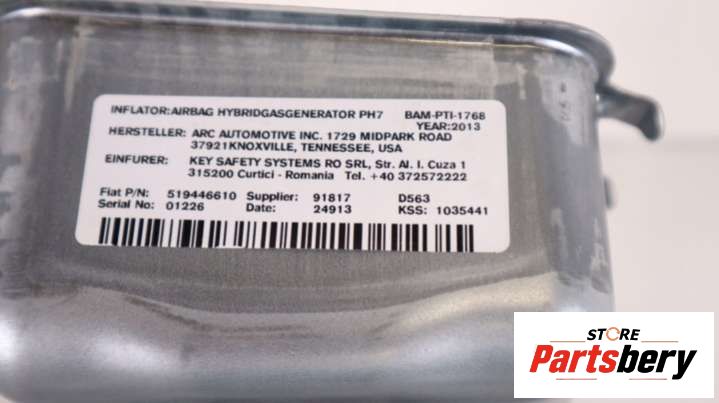 INFLATOR:AIRBAG HYBRIDGASGENERATOR PH7 BAM-PTI-1768
YEAR:2013
HERSTELLER: ARC AUTOMOTIVE INC. 1729 MIDPARK ROAD
37921KNOXVILLE, TENNESSEE, USA
EINFURER: KEY SAFETY SYSTEMS RO SRL, Str. Al. I. Cuza 1
315200 Curtici - Romania Tel. +40 372572222
Fiat P/N: 519446610 Supplier: 91817 D563
Serial No: 01226 Date: 24913 KSS: 1035441
STORE
Partsbery